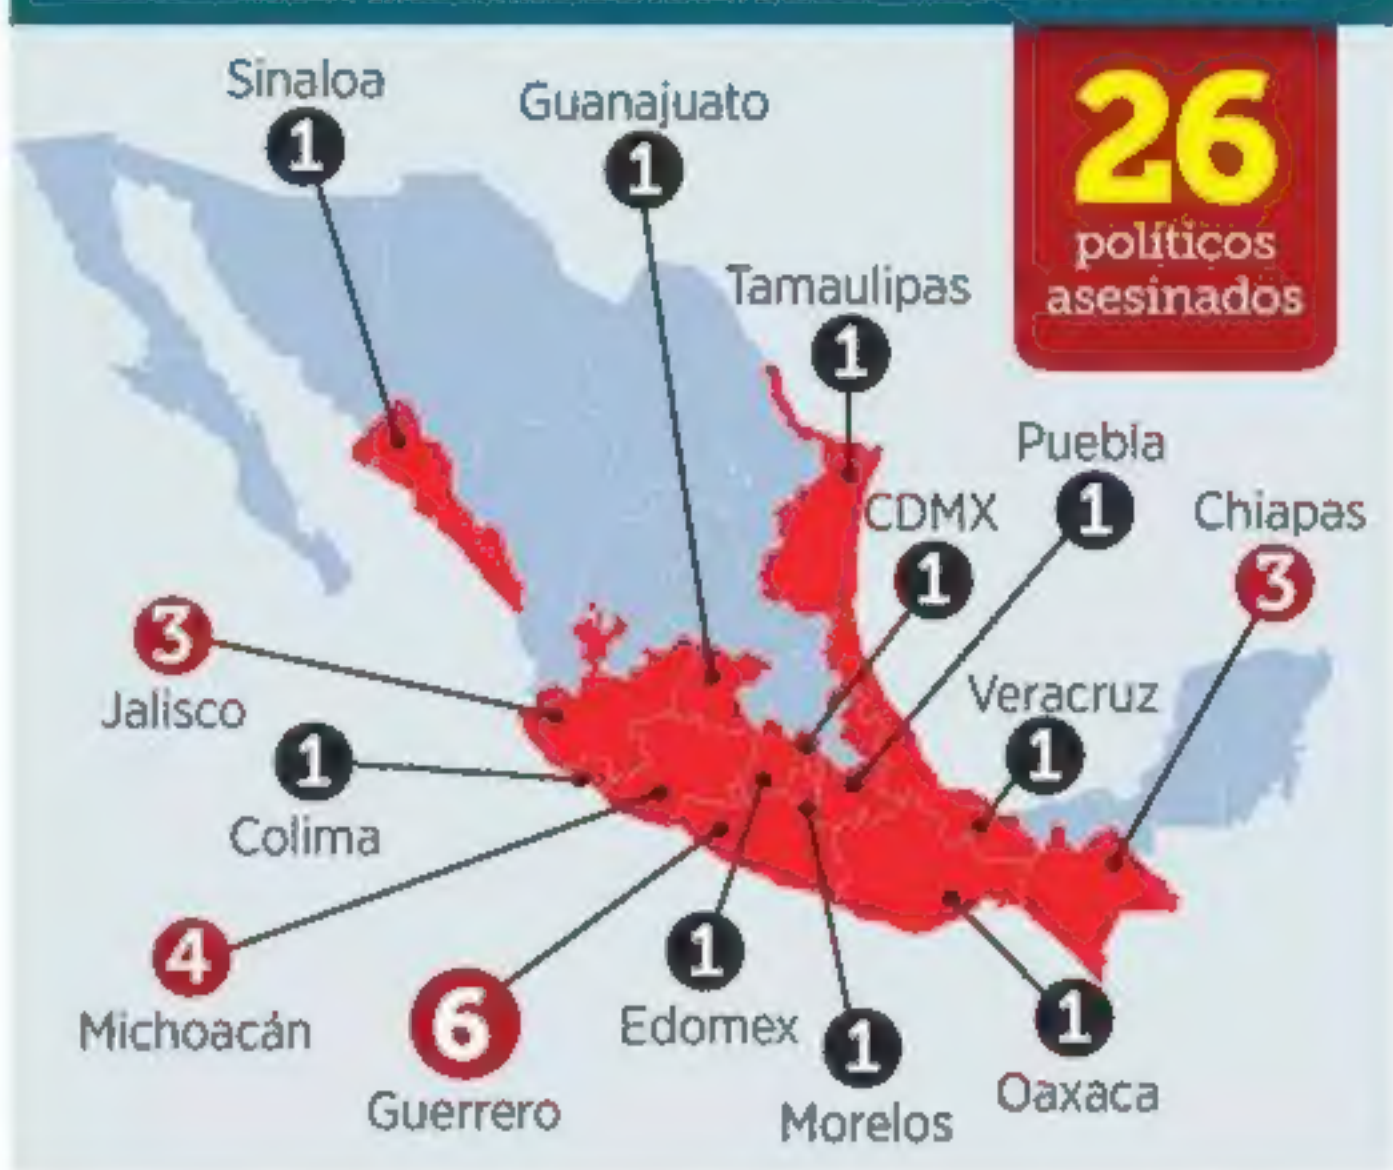 26
políticos
asesinados
Sinaloa
1
Guanajuato
1
Tamaulipas
1
Puebla
1
CDMX
1
Chiapas
3
3
Jalisco
Veracruz
1
1
Colima
4
Michoacán
6
Guerrero
1
Edomex
1
Morelos
1
Oaxaca